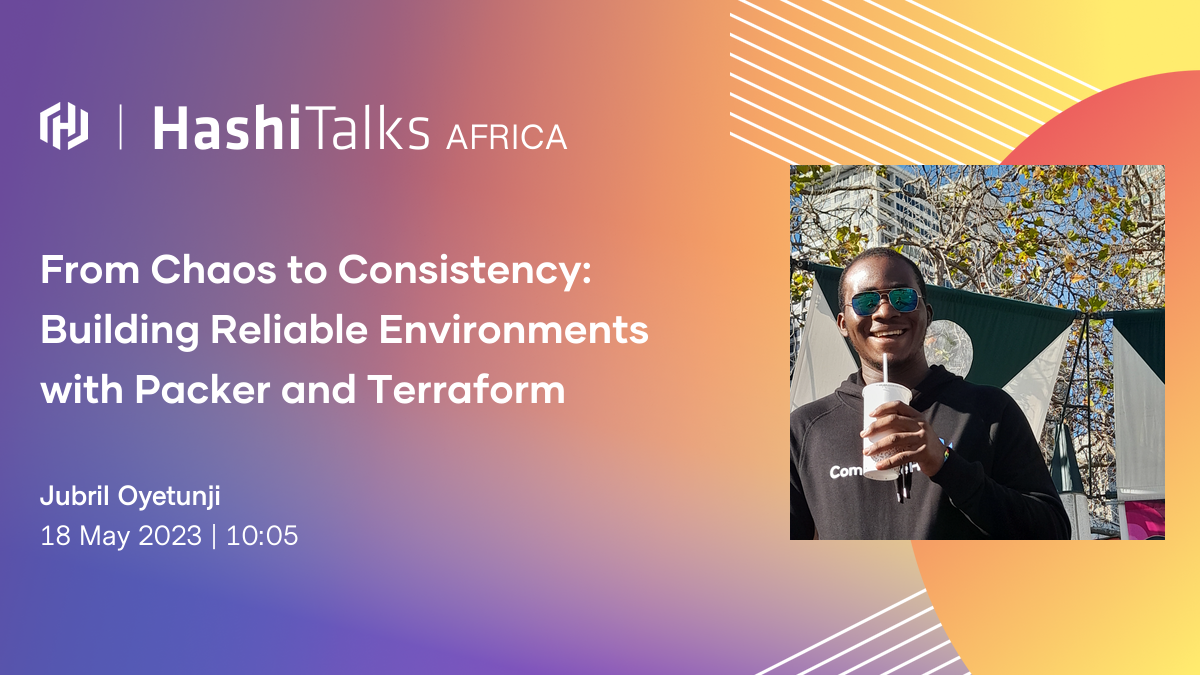 HashiTalks AFRICA
From Chaos to Consistency:
Building Reliable Environments
with Packer and Terraform
Jubril Oyetunji
18 May 2023 | 10:05